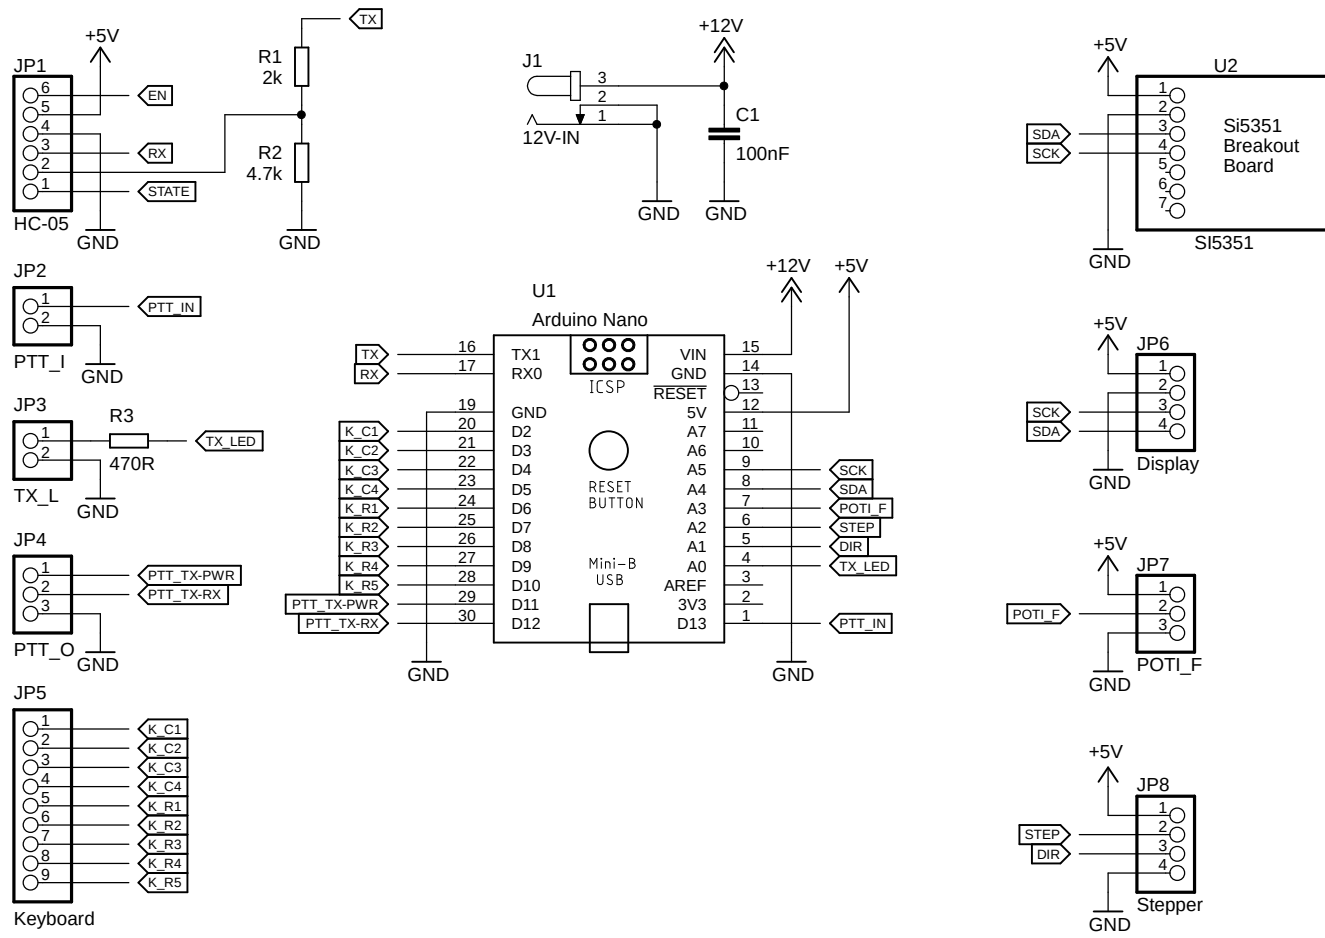 TX
+5V
R1
2k
JP1
6
EN
5
4
3
RX
2
1
STATE
R2
4.7k
HC-05
GND
GND
+12V
J1
3
2
1
12V-IN
C1
100nF
GND
GND
+5V
U2
1
2
3
4
5
6
7
SDA
SCK
Si5351
Breakout
Board
SI5351
GND
JP2
1
PTT_IN
2
PTT_I
GND
JP3
1
2
R3
470R
TX_LED
TX_L
GND
JP4
1
PTT_TX-PWR
2
PTT_TX-RX
3
PTT_O
GND
JP5
1 K_C1
2 K_C2
3 K_C3
4 K_C4
5 K_R1
6 K_R2
7 K_R3
8 K_R4
9 K_R5
Keyboard
U1
Arduino Nano
+12V
+5V
ICSP
RESET
BUTTON
Mini-B
USB
TX 16 TX1
RX 17 RX0
19 GND
K_C1 20 D2
K_C2 21 D3
K_C3 22 D4
K_C4 23 D5
K_R1 24 D6
K_R2 25 D7
K_R3 26 D8
K_R4 27 D9
K_R5 28 D10
PTT_TX-PWR 29 D11
PTT_TX-RX 30 D12
GND
VIN 15
GND 14
RESET 13
5V 12
A7 11
A6 10
A5 9 SCK
A4 8 SDA
A3 7 POTI_F
A2 6 STEP
A1 5 DIR
A0 4 TX_LED
AREF 3
3V3 2
D13 1 PTT_IN
GND
+5V
JP6
1
2
SCK 3
SDA 4
Display
GND
+5V
JP7
1
POTI_F 2
3
POTI_F
GND
+5V
JP8
1
STEP 2
DIR 3
4
Stepper
GND